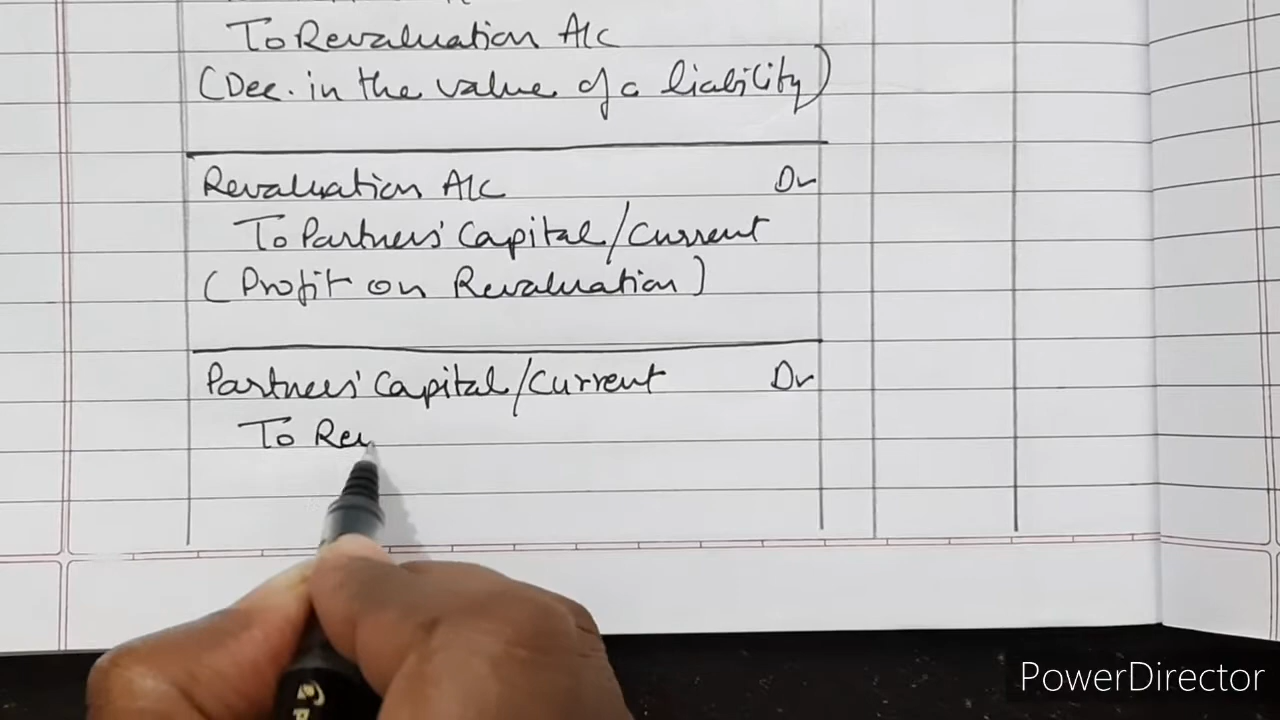 To Revaluation A/c
(Dec. in the value of a liability)
Revaluation A/c Dr
To Partners' Capital/Current
(Profit on Revaluation)
Partners' Capital/Current Dr
To Rev
PowerDirector